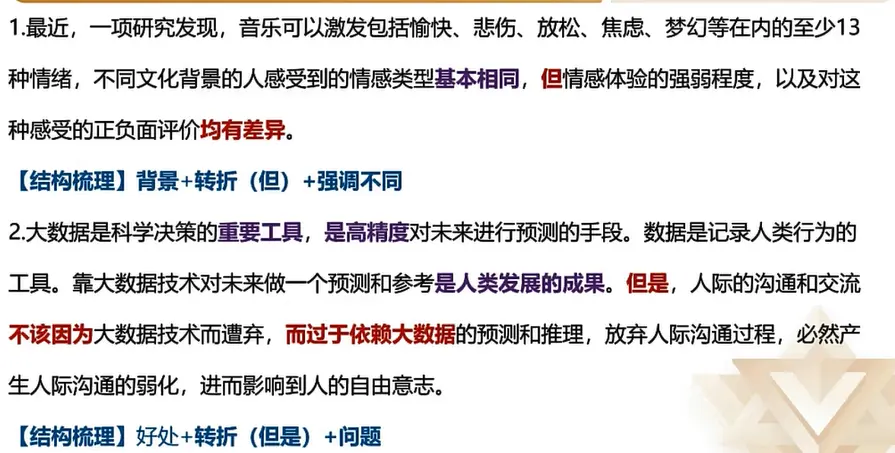 1.最近，一项研究发现，音乐可以激发包括愉快、悲伤、放松、焦虑、梦幻等在内的至少13
种情绪，不同文化背景的人感受到的情感类型基本相同，但情感体验的强弱程度，以及对这
种感受的正负面评价均有差异。
【结构梳理】背景+转折（但）+强调不同
2.大数据是科学决策的重要工具，是高精度对未来进行预测的手段。数据是记录人类行为的
工具。靠大数据技术对未来做一个预测和参考是人类发展的成果。但是，人际的沟通和交流
不该因为大数据技术而遭弃，而过于依赖大数据的预测和推理，放弃人际沟通过程，必然产
生人际沟通的弱化，进而影响到人的自由意志。
【结构梳理】好处+转折（但是）+问题